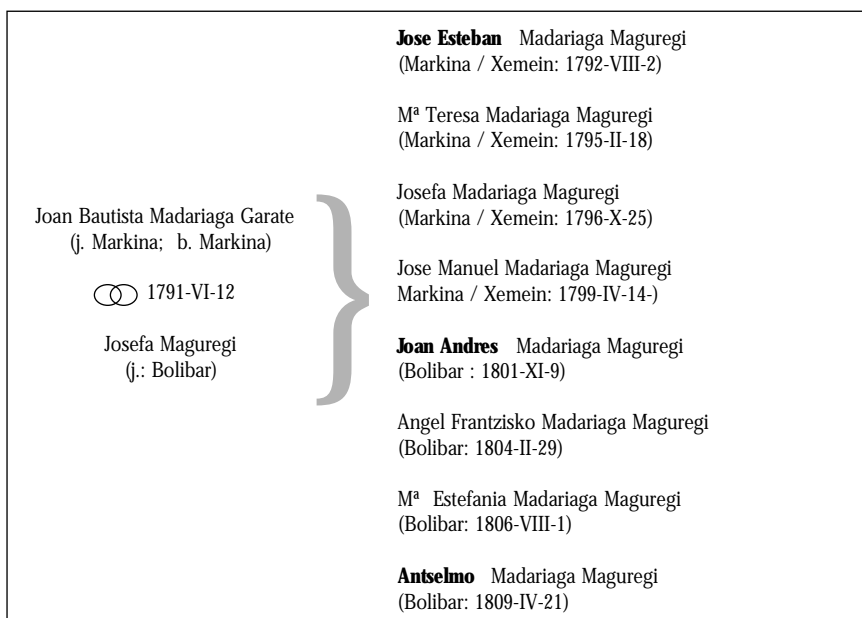 Joan Bautista Madariaga Garate
(j. Markina; b. Markina)
1791-VI-12
Josefa Maguregi
(j.: Bolibar)
Jose Esteban Madariaga Maguregi
(Markina / Xemein: 1792-VIII-2)
Mª Teresa Madariaga Maguregi
(Markina / Xemein: 1795-II-18)
Josefa Madariaga Maguregi
(Markina / Xemein: 1796-X-25)
Jose Manuel Madariaga Maguregi
Markina / Xemein: 1799-IV-14-)
Joan Andres Madariaga Maguregi
(Bolibar : 1801-XI-9)
Angel Frantzisko Madariaga Maguregi
(Bolibar: 1804-II-29)
Mª Estefania Madariaga Maguregi
(Bolibar: 1806-VIII-1)
Antselmo Madariaga Maguregi
(Bolibar: 1809-IV-21)